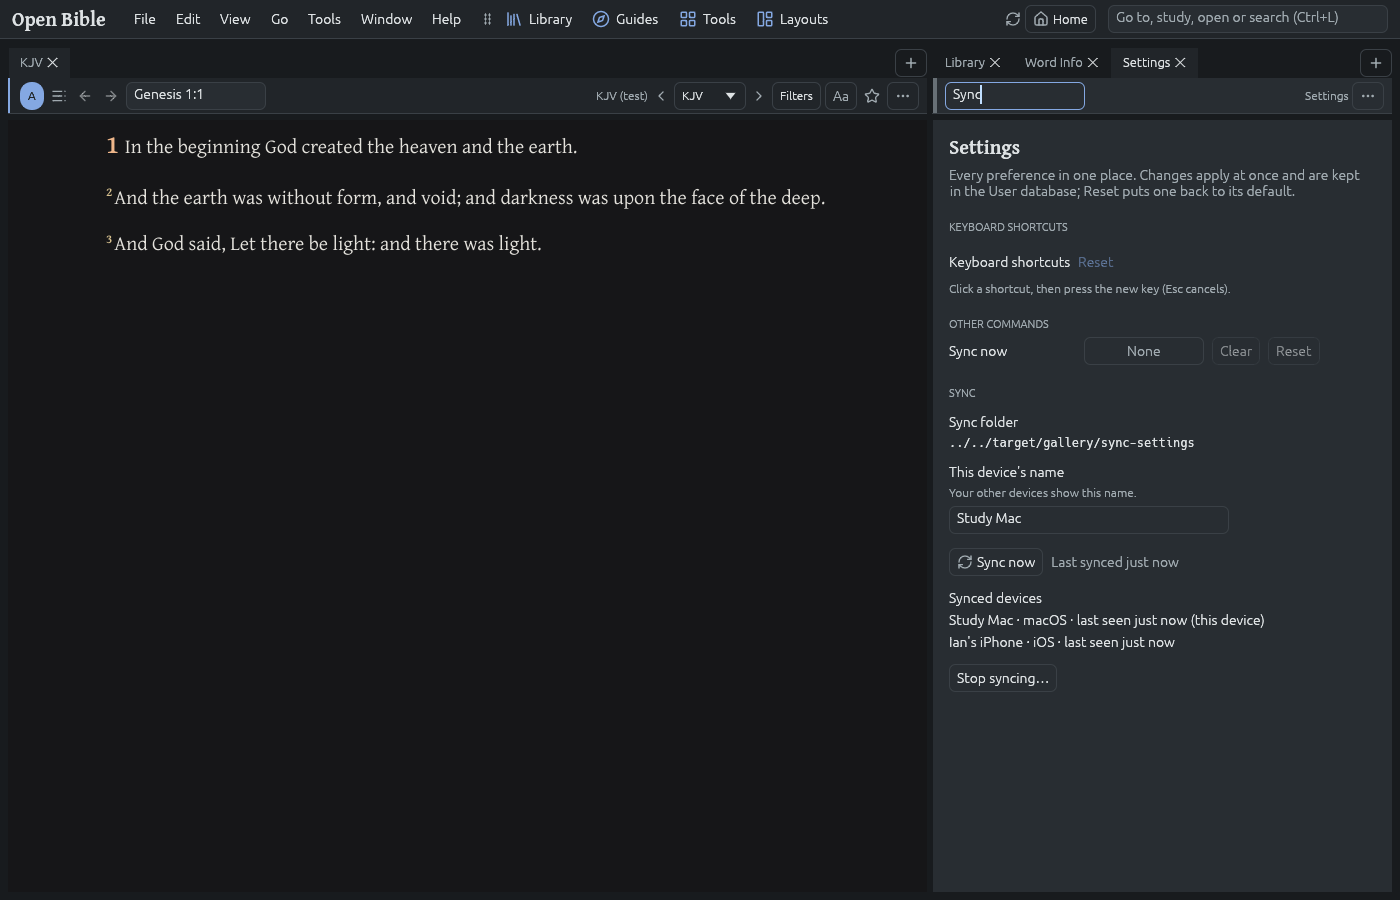 Open Bible File Edit View Go Tools Window Help Library Guides Tools Layouts Home Go to, study, open or search (Ctrl+L)
KJV
A Genesis 1:1 KJV (test) KJV Filters Aa
1 In the beginning God created the heaven and the earth.
2 And the earth was without form, and void; and darkness was upon the face of the deep.
3 And God said, Let there be light: and there was light.
Library Word Info Settings
Sync Settings
Settings
Every preference in one place. Changes apply at once and are kept
in the User database; Reset puts one back to its default.
KEYBOARD SHORTCUTS
Keyboard shortcuts Reset
Click a shortcut, then press the new key (Esc cancels).
OTHER COMMANDS
Sync now None Clear Reset
SYNC
Sync folder
../../target/gallery/sync-settings
This device's name
Your other devices show this name.
Study Mac
Sync now Last synced just now
Synced devices
Study Mac · macOS · last seen just now (this device)
Ian's iPhone · iOS · last seen just now
Stop syncing...